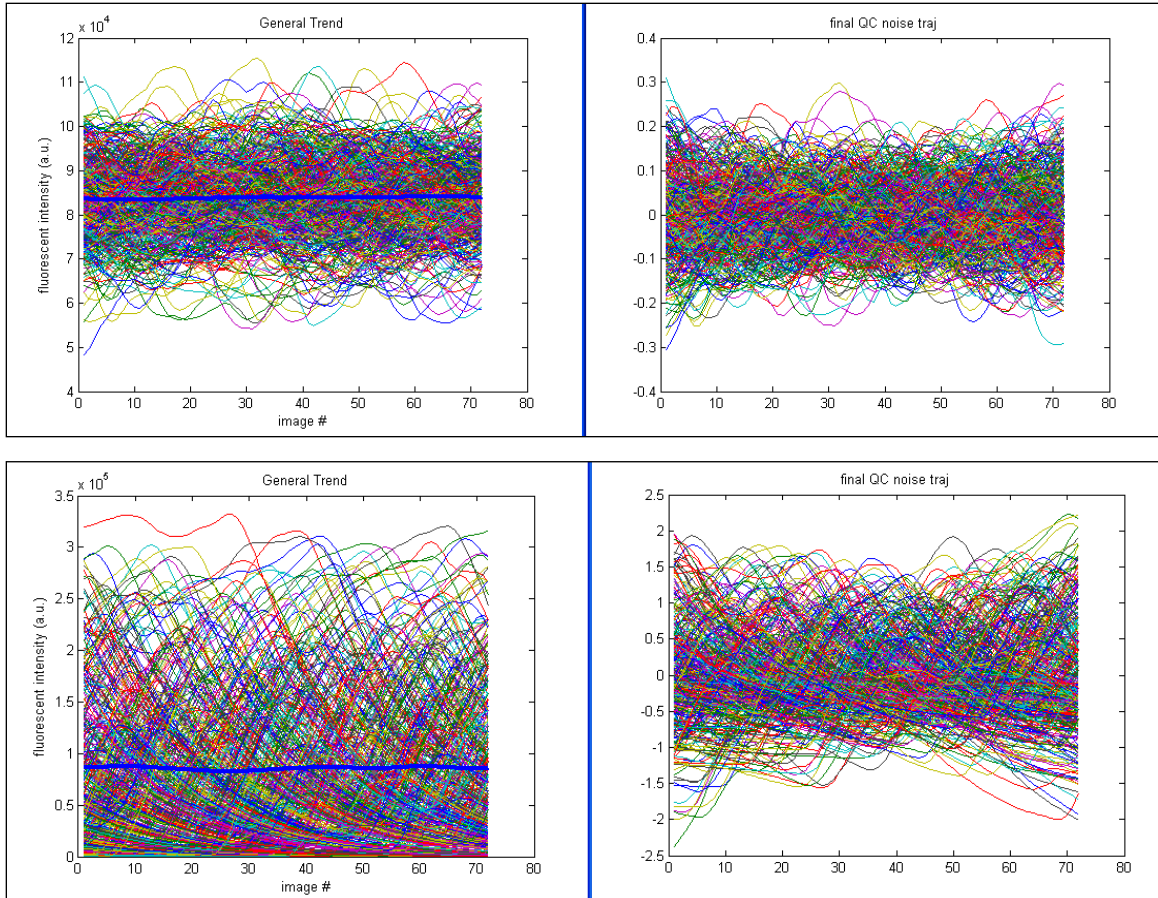 General Trend
x 10^4
fluorescent intensity (a.u.)
12
11
10
9
8
7
6
5
4
0 10 20 30 40 50 60 70 80
image #
final QC noise traj
0.4
0.3
0.2
0.1
0
-0.1
-0.2
-0.3
-0.4
0 10 20 30 40 50 60 70 80
General Trend
x 10^5
fluorescent intensity (a.u.)
3.5
3
2.5
2
1.5
1
0.5
0
0 10 20 30 40 50 60 70 80
image #
final QC noise traj
2.5
2
1.5
1
0.5
0
-0.5
-1
-1.5
-2
-2.5
0 10 20 30 40 50 60 70 80